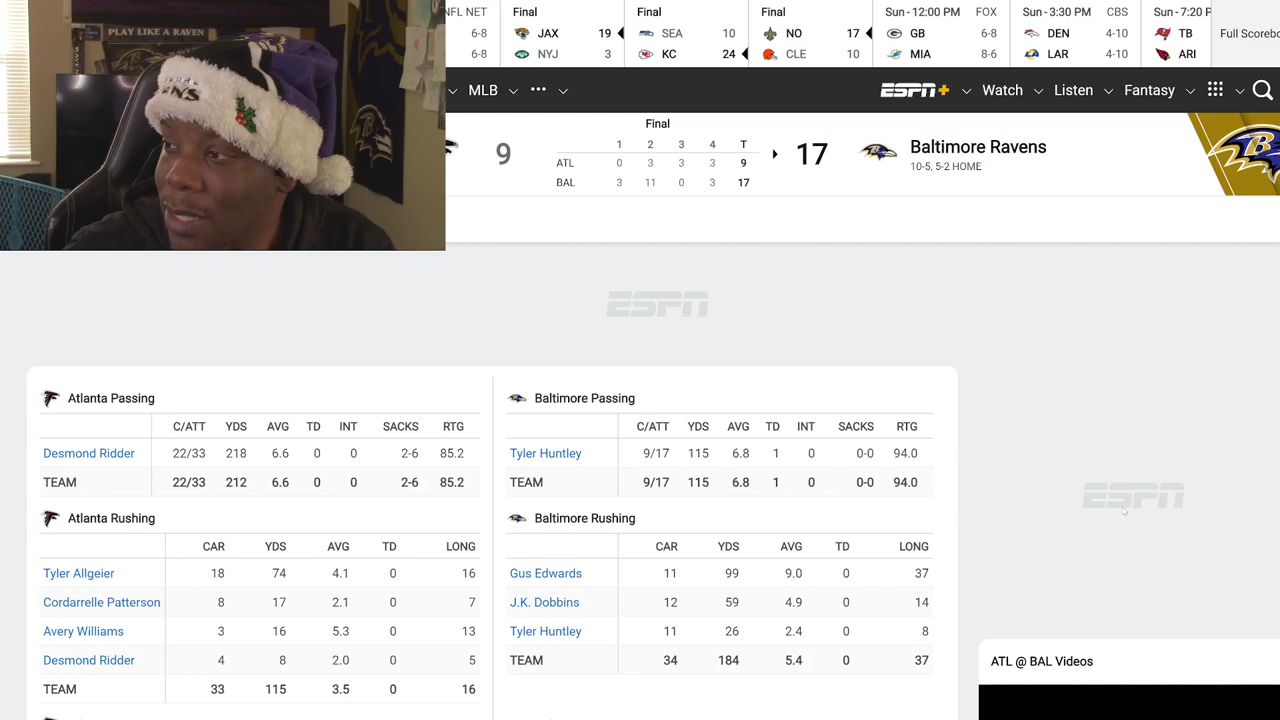 PLAY LIKE A RAVEN
NFL NET
6-8
6-8
Final
JAX 19
NYJ 3
Final
SEA
KC
Final
NO 17
CLE 10
Sun - 12:00 PM FOX
GB 6-8
MIA 8-6
Sun - 3:30 PM CBS
DEN 4-10
LAR 4-10
Sun - 7:20 P
TB
ARI
Full Scorebo
MLB ...
ESPN+ Watch Listen Fantasy
9
Final
1 2 3 4 T
ATL 0 3 3 3 9
BAL 3 11 0 3 17
17
Baltimore Ravens
10-5, 5-2 HOME
B
ESPN
Atlanta Passing
C/ATT YDS AVG TD INT SACKS RTG
Desmond Ridder 22/33 218 6.6 0 0 2-6 85.2
TEAM 22/33 212 6.6 0 0 2-6 85.2
Baltimore Passing
C/ATT YDS AVG TD INT SACKS RTG
Tyler Huntley 9/17 115 6.8 1 0 0-0 94.0
TEAM 9/17 115 6.8 1 0 0-0 94.0
ESPN
Atlanta Rushing
CAR YDS AVG TD LONG
Tyler Allgeier 18 74 4.1 0 16
Cordarrelle Patterson 8 17 2.1 0 7
Avery Williams 3 16 5.3 0 13
Desmond Ridder 4 8 2.0 0 5
TEAM 33 115 3.5 0 16
Baltimore Rushing
CAR YDS AVG TD LONG
Gus Edwards 11 99 9.0 0 37
J.K. Dobbins 12 59 4.9 0 14
Tyler Huntley 11 26 2.4 0 8
TEAM 34 184 5.4 0 37
ATL @ BAL Videos